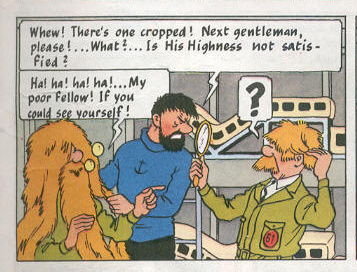 Whew! There's one cropped! Next gentleman,
please!...What?... Is His Highness not satis-
fied?
Ha! ha! ha! ha!... My
poor fellow! If you
could see yourself!
?